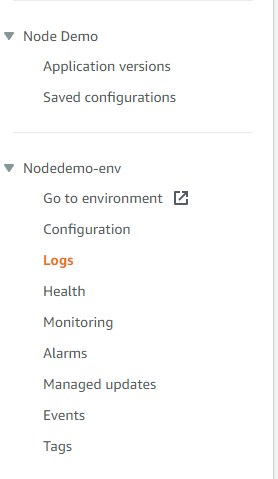 Node Demo
Application versions
Saved configurations
Nodedemo-env
Go to environment
Configuration
Logs
Health
Monitoring
Alarms
Managed updates
Events
Tags